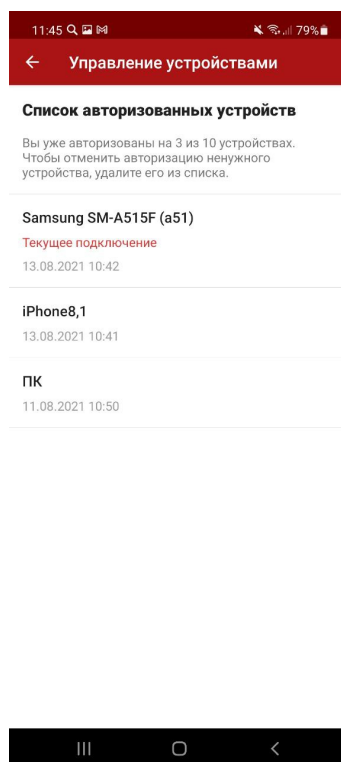 11:45 79%
Управление устройствами
Список авторизованных устройств
Вы уже авторизованы на 3 из 10 устройствах.
Чтобы отменить авторизацию ненужного
устройства, удалите его из списка.
Samsung SM-A515F (a51)
Текущее подключение
13.08.2021 10:42
iPhone8,1
13.08.2021 10:41
ПК
11.08.2021 10:50